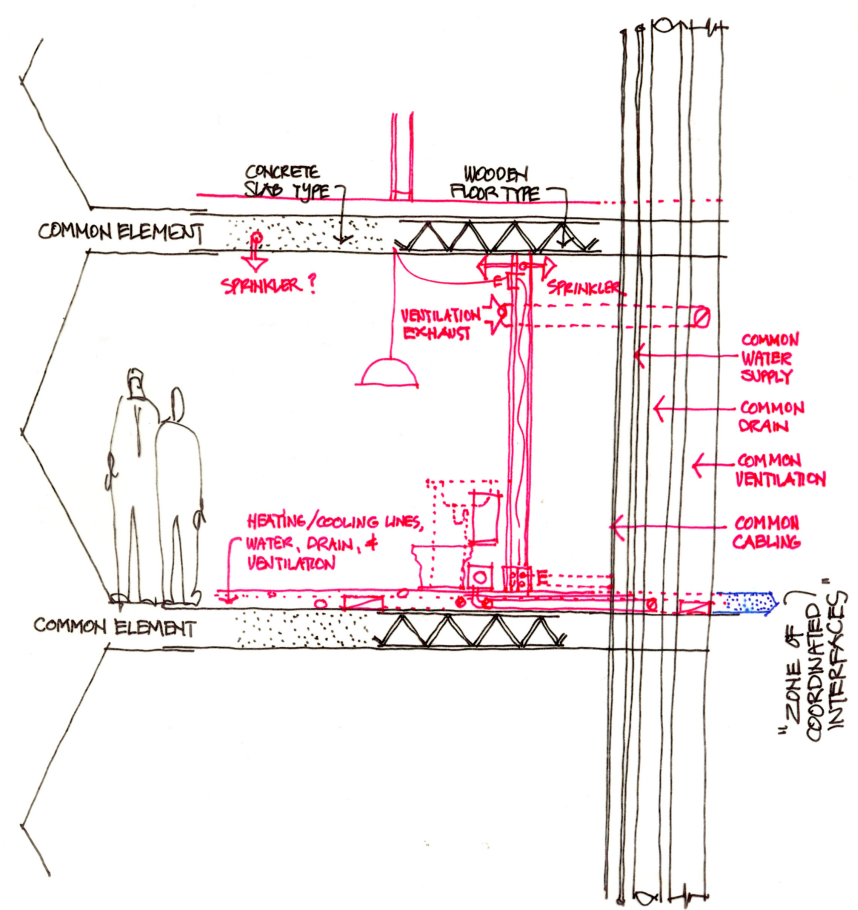 CONCRETE
SLAB TYPE
WOODEN
FLOOR TYPE
COMMON ELEMENT
SPRINKLER ?
SPRINKLER
VENTILATION
EXHAUST
E
COMMON
WATER
SUPPLY
COMMON
DRAIN
COMMON
VENTILATION
COMMON
CABLING
HEATING/COOLING LINES,
WATER, DRAIN, &
VENTILATION
E
COMMON ELEMENT
"ZONE OF
COORDINATED
INTERFACES"